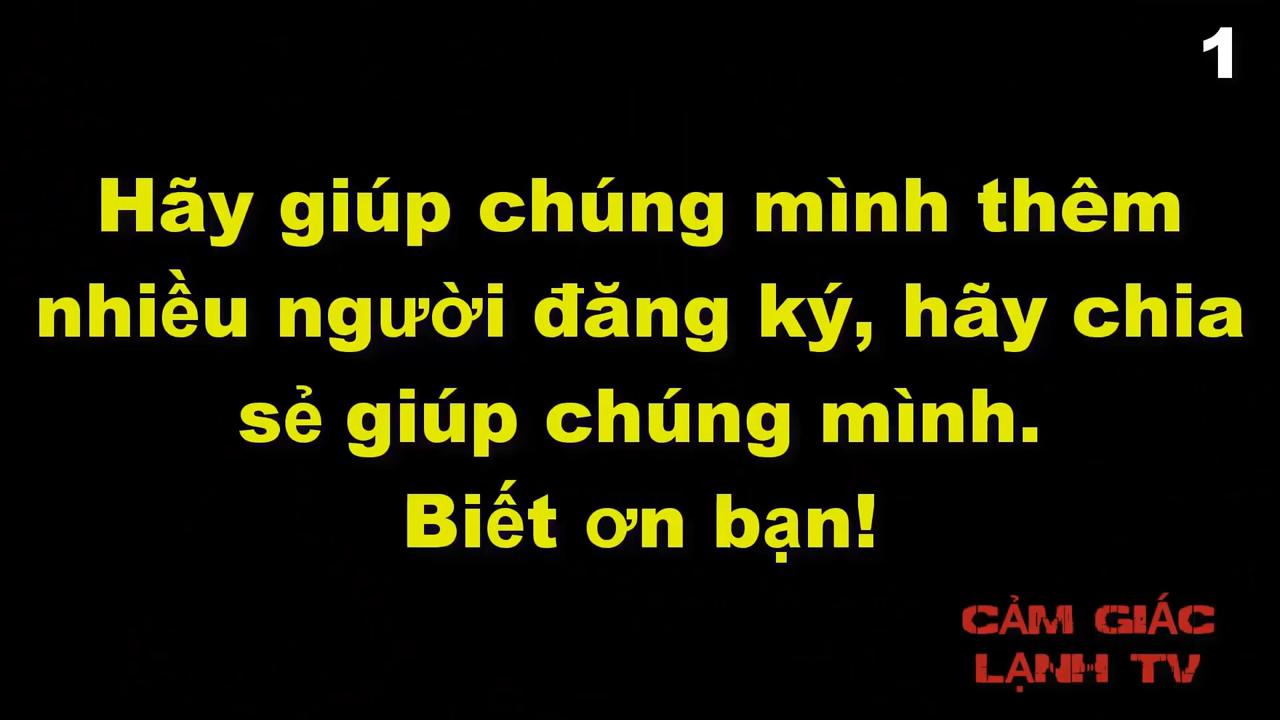 1
Hãy giúp chúng mình thêm
nhiều người đăng ký, hãy chia
sẻ giúp chúng mình.
Biết ơn bạn!
CẢM GIÁC
LẠNH TV